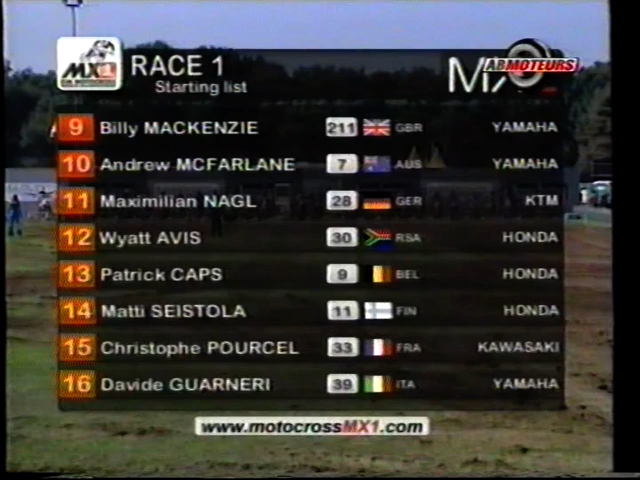 MX1
RACE 1
Starting list
MX
ABMOTEURS
9 Billy MACKENZIE 211 GBR YAMAHA
10 Andrew MCFARLANE 7 AUS YAMAHA
11 Maximilian NAGL 28 GER KTM
12 Wyatt AVIS 30 RSA HONDA
13 Patrick CAPS 9 BEL HONDA
14 Matti SEISTOLA 11 FIN HONDA
15 Christophe POURCEL 33 FRA KAWASAKI
16 Davide GUARNERI 39 ITA YAMAHA
www.motocrossMX1.com